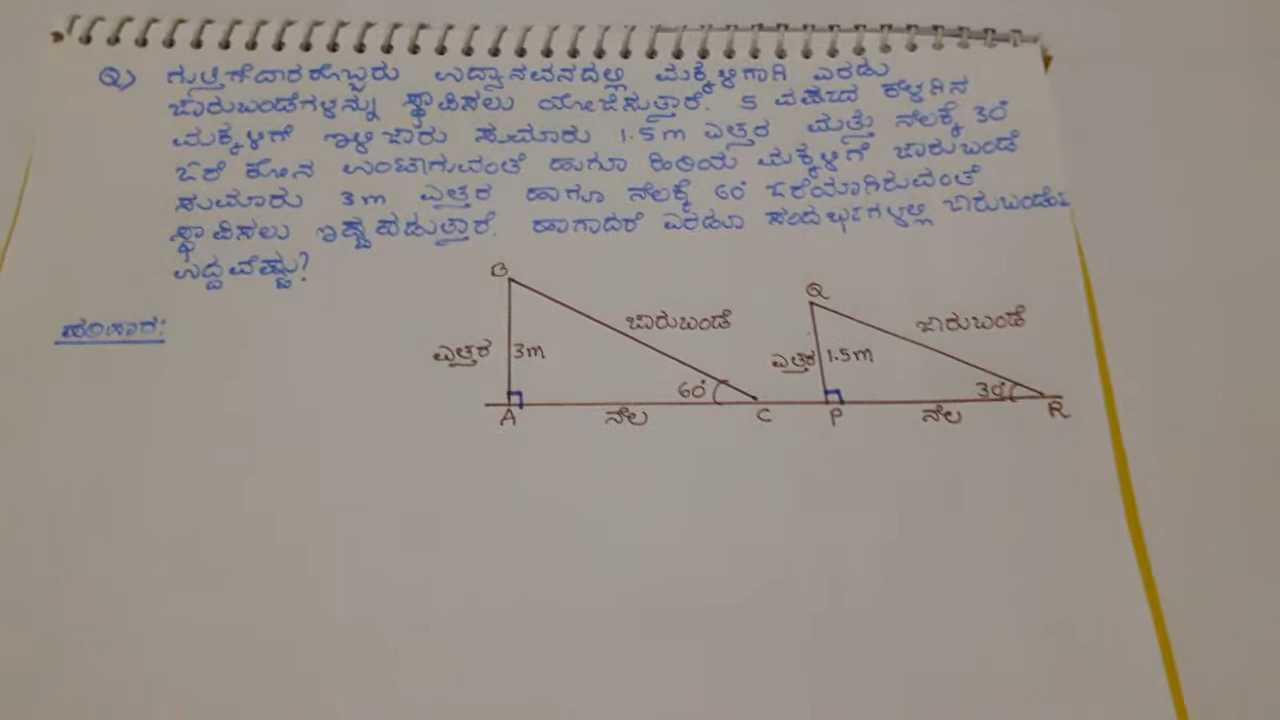 Q) ಗುತ್ತಿಗೆದಾರರೊಬ್ಬರು ಉದ್ಯಾನವನದಲ್ಲಿ ಮಕ್ಕಳಿಗಾಗಿ ಎರಡು
ಜಾರುಬಂಡೆಗಳನ್ನು ಸ್ಥಾಪಿಸಲು ಯೋಜಿಸುತ್ತಾರೆ. 5 ವರ್ಷದ ಕೆಳಗಿನ
ಮಕ್ಕಳಿಗೆ ಇಳಿಜಾರು ಸುಮಾರು 1.5m ಎತ್ತರ ಮತ್ತು ನೆಲಕ್ಕೆ 30°
ಓರೆ ಕೋನ ಉಂಟಾಗುವಂತೆ ಹಾಗೂ ಹಿರಿಯ ಮಕ್ಕಳಿಗೆ ಜಾರುಬಂಡೆ
ಸುಮಾರು 3m ಎತ್ತರ ಹಾಗೂ ನೆಲಕ್ಕೆ 60° ಓರೆಯಾಗಿರುವಂತೆ
ಸ್ಥಾಪಿಸಲು ಇಷ್ಟಪಡುತ್ತಾರೆ. ಹಾಗಾದರೆ ಎರಡೂ ಸಂದರ್ಭಗಳಲ್ಲಿ ಜಾರುಬಂಡೆಯ
ಉದ್ದವೆಷ್ಟು?
ಪರಿಹಾರ:
B
ಎತ್ತರ 3m ಜಾರುಬಂಡೆ 60°
A ನೆಲ C
Q
ಎತ್ತರ 1.5m ಜಾರುಬಂಡೆ 30°
P ನೆಲ R